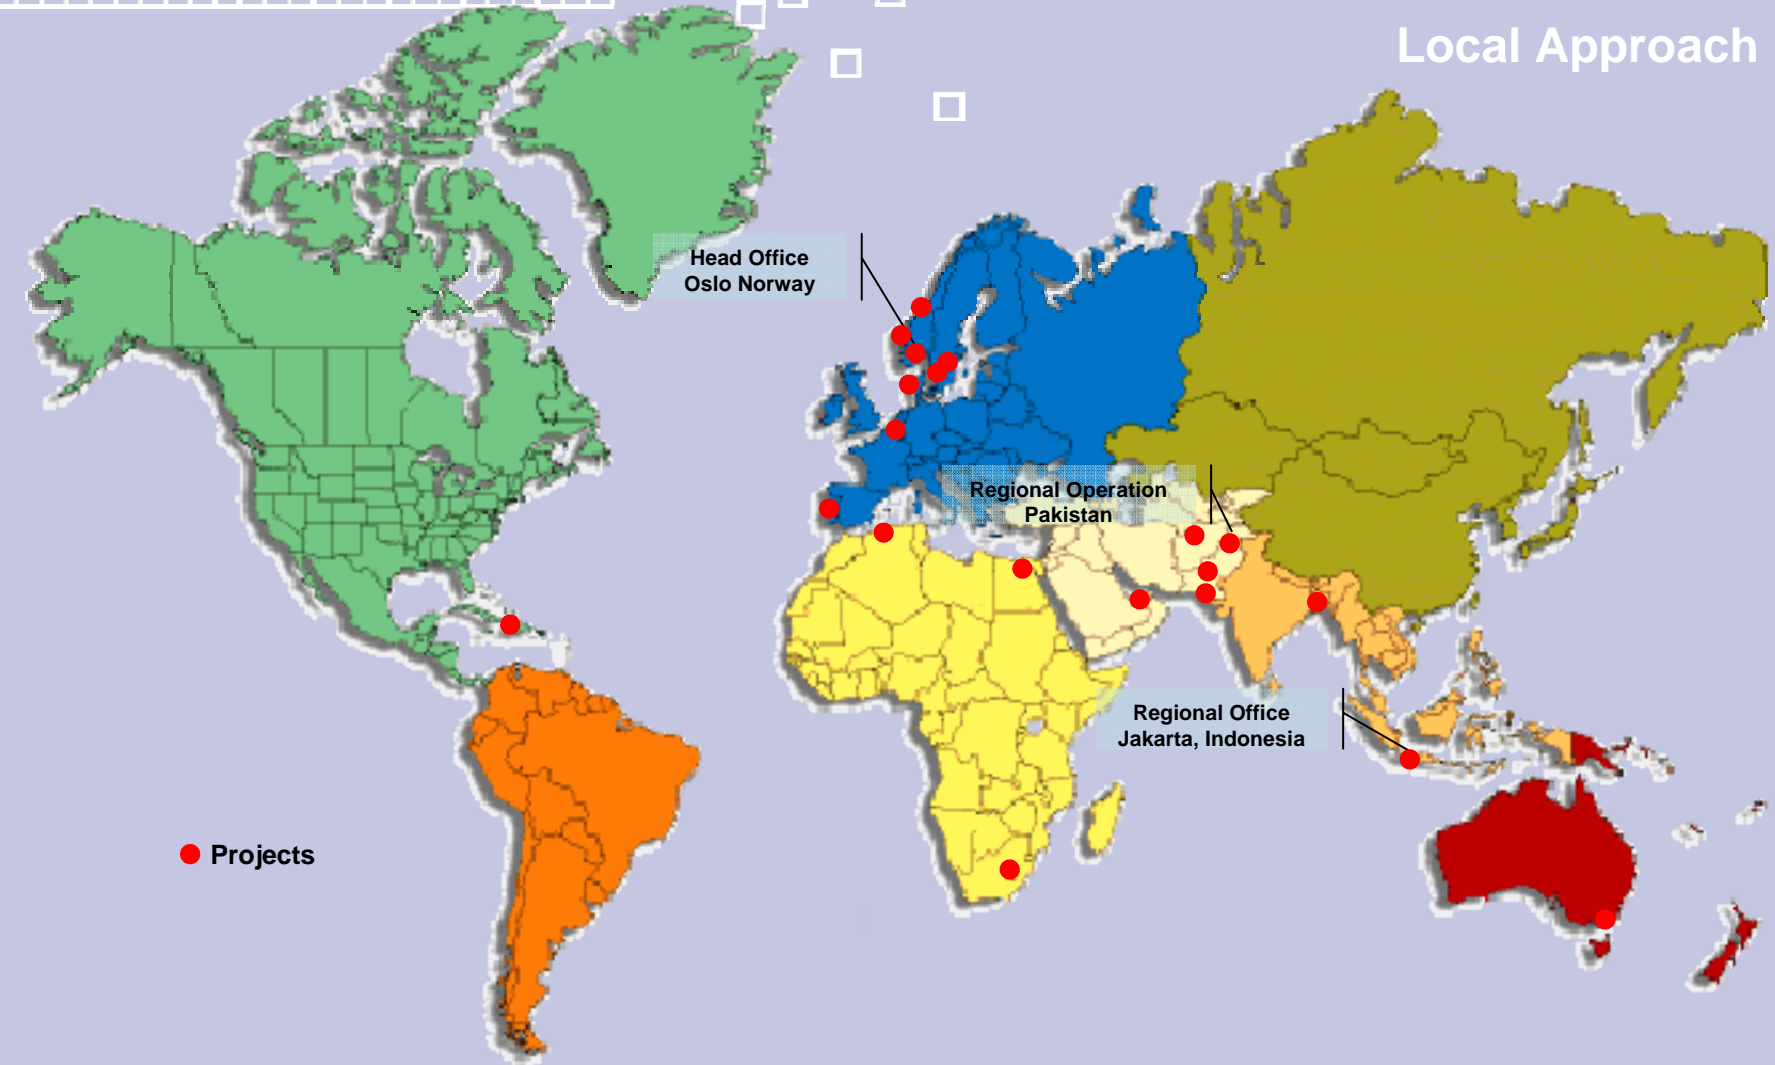 Local Approach
Head Office
Oslo Norway
Regional Operation
Pakistan
Regional Office
Jakarta, Indonesia
Projects